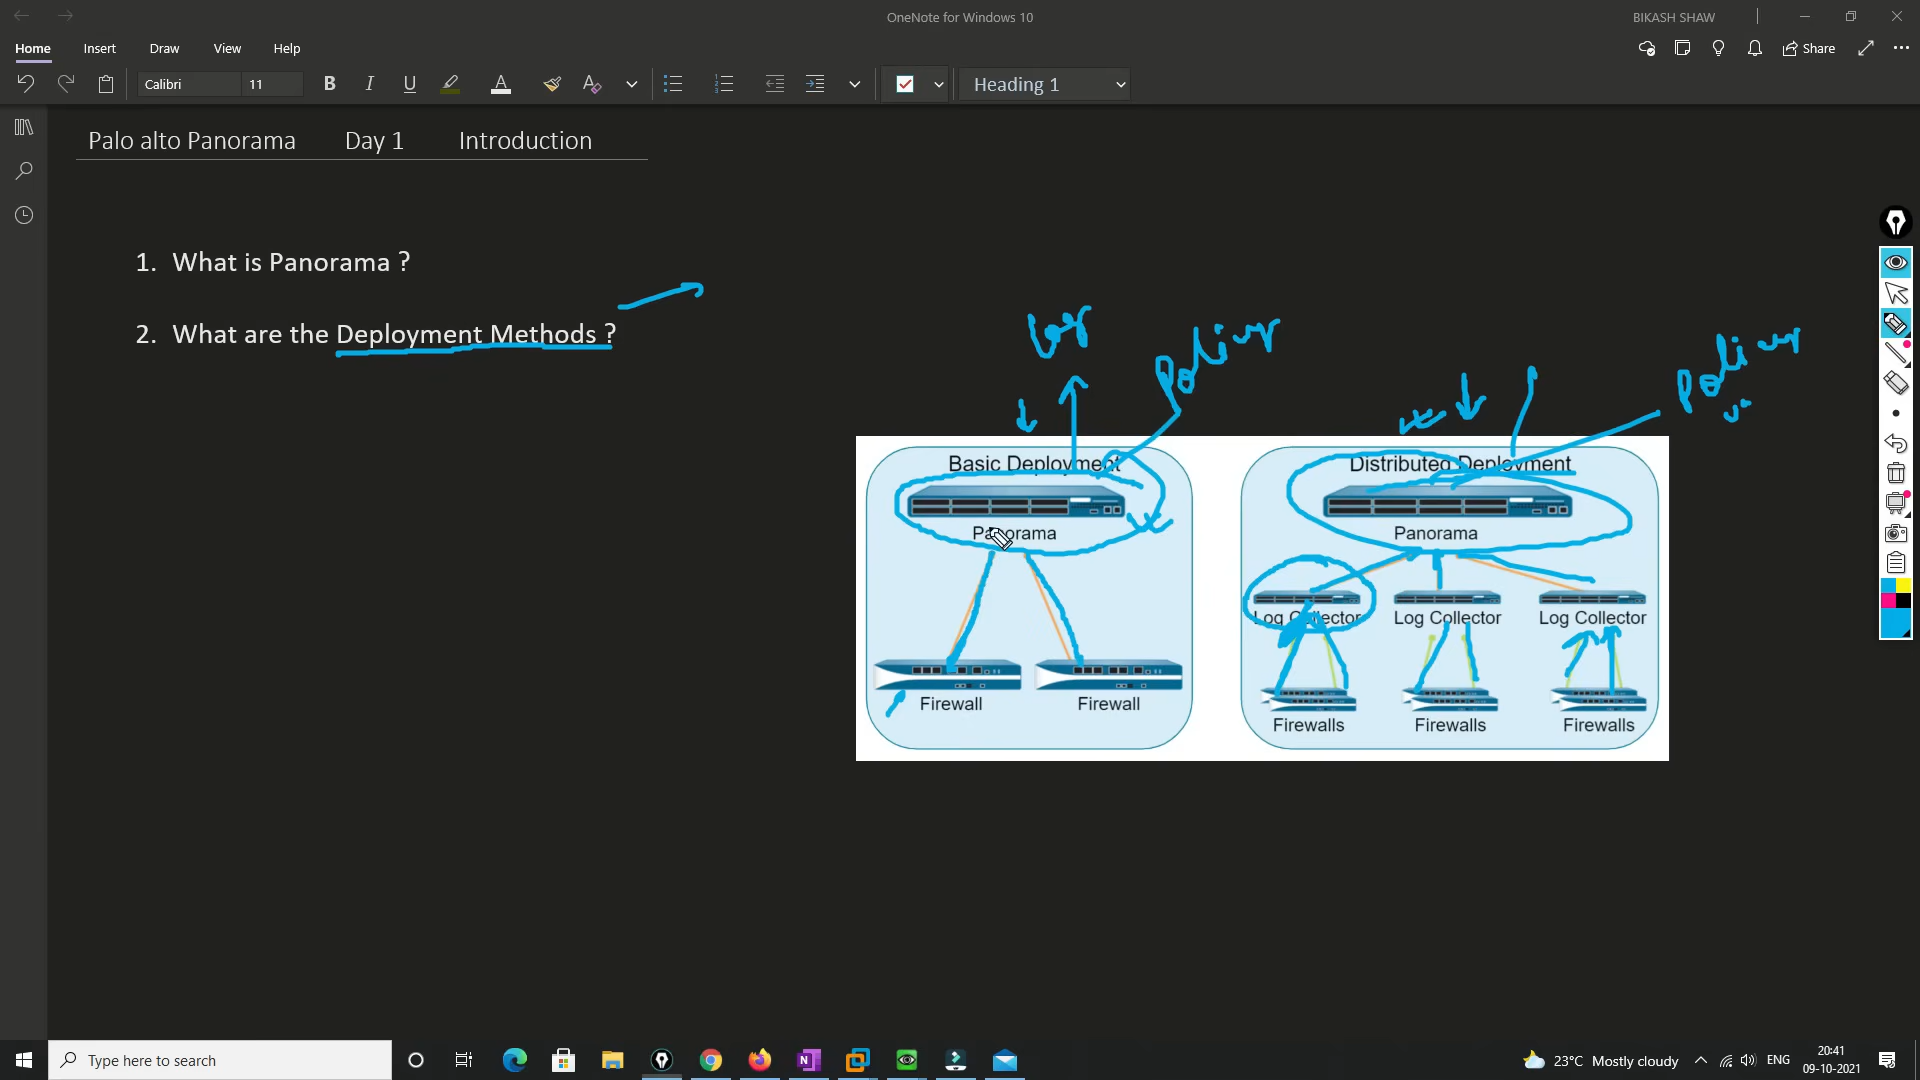 OneNote for Windows 10
BIKASH SHAW
Home Insert Draw View Help
Share
Calibri 11 B I U A A Heading 1
Palo alto Panorama Day 1 Introduction
1. What is Panorama ?
2. What are the Deployment Methods ?
Log
Policy
Policy
Basic Deployment
Panorama
Firewall Firewall
Distributed Deployment
Panorama
Log Collector Log Collector Log Collector
Firewalls Firewalls Firewalls
Type here to search
23°C Mostly cloudy
ENG
20:41
09-10-2021